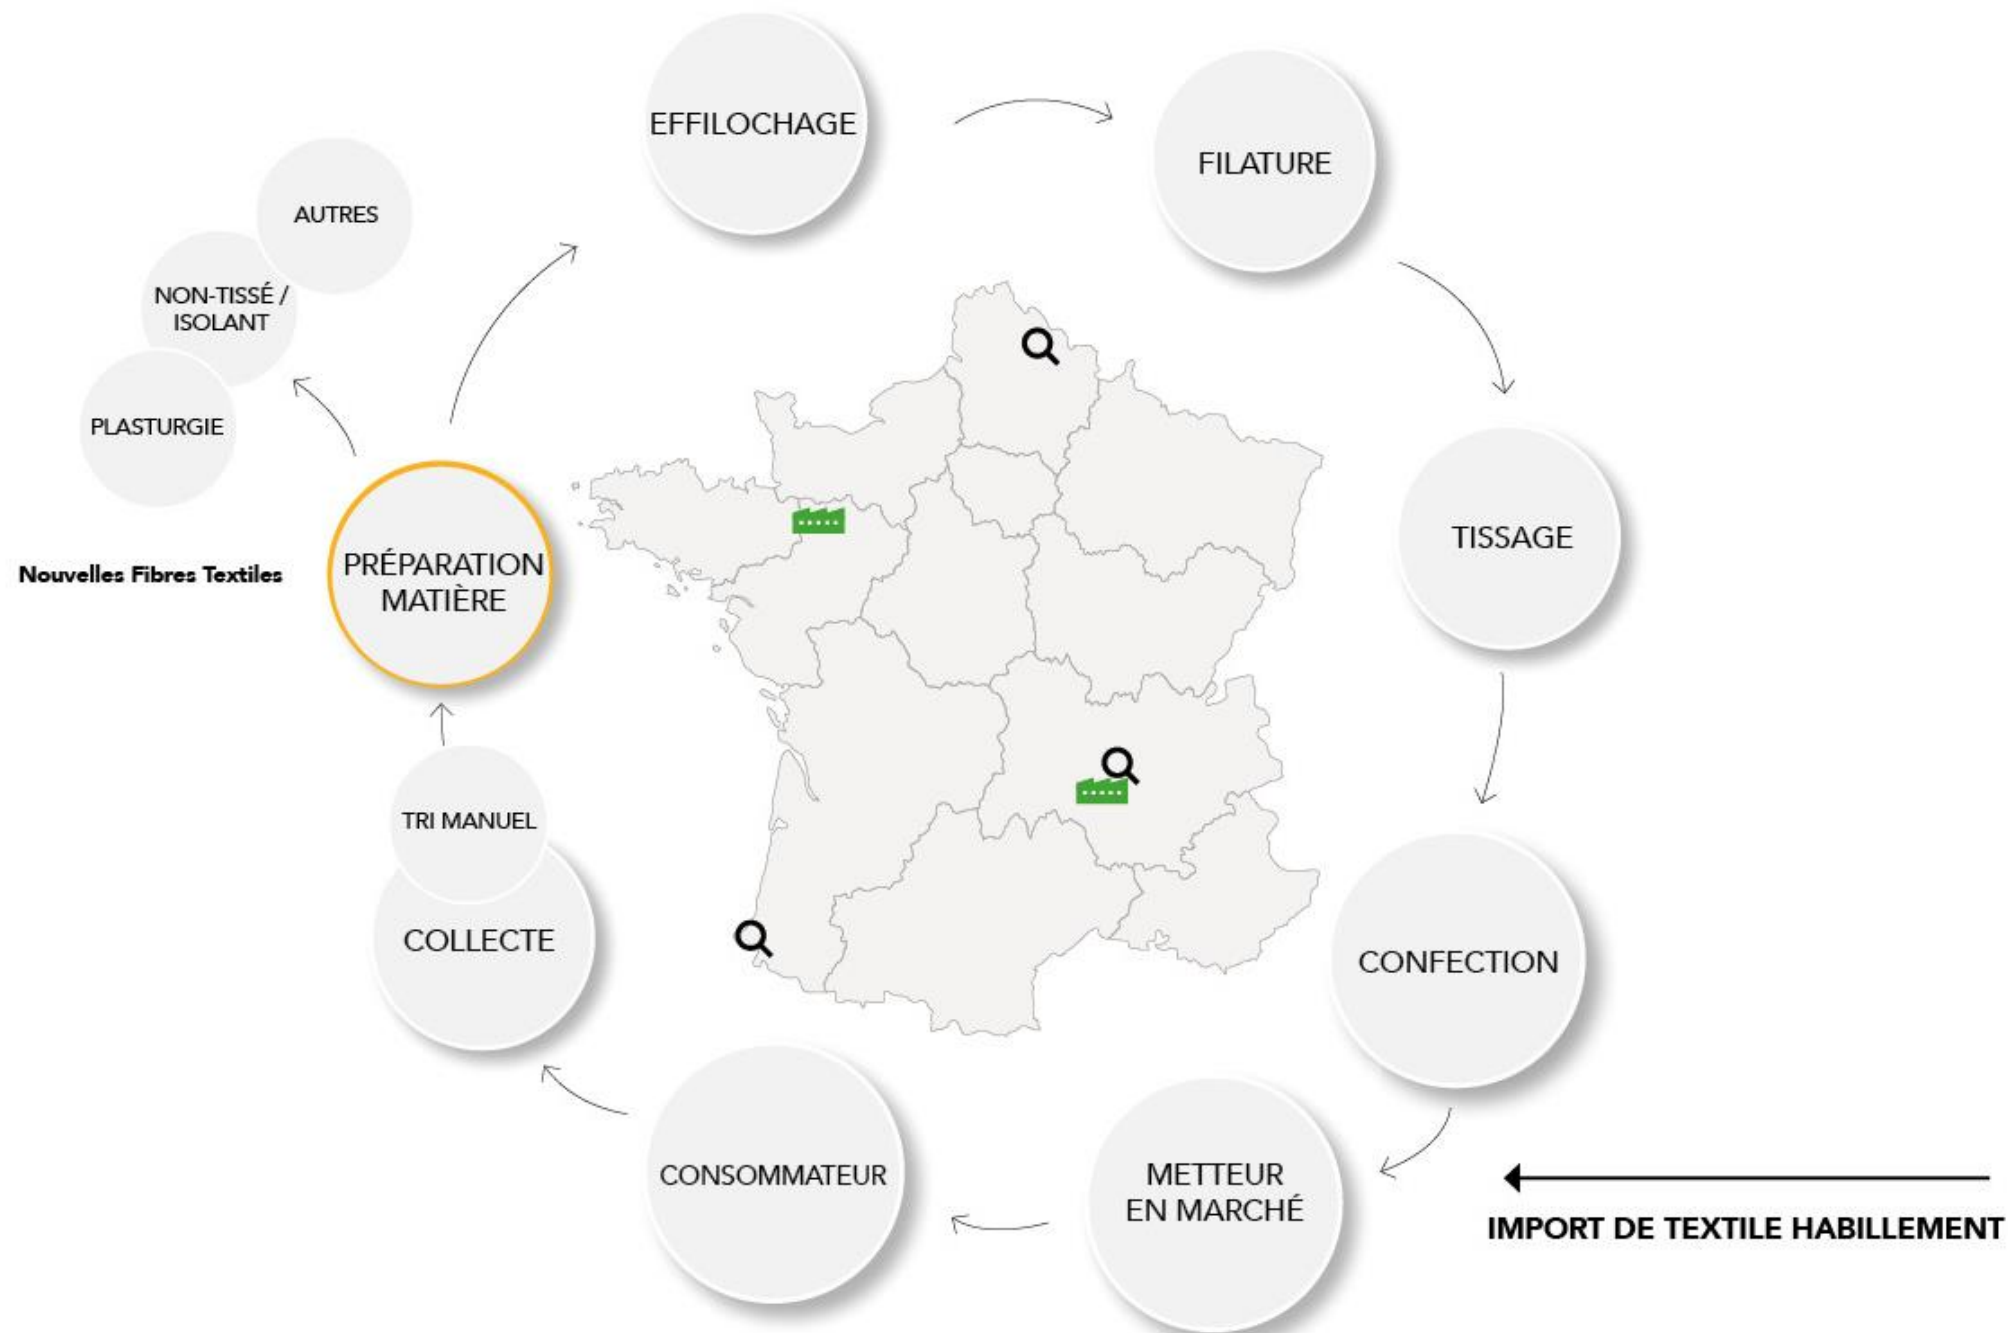 EFFILOCHAGE
FILATURE
AUTRES
NON-TISSÉ /
ISOLANT
PLASTURGIE
TISSAGE
PRÉPARATION
MATIÈRE
Nouvelles Fibres Textiles
TRI MANUEL
COLLECTE
CONFECTION
CONSOMMATEUR
METTEUR
EN MARCHÉ
IMPORT DE TEXTILE HABILLEMENT